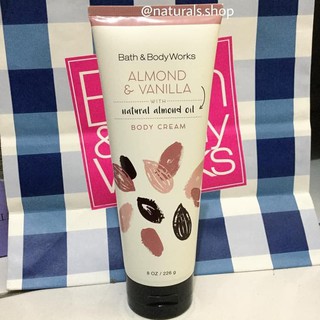 @naturals.shop
Bath & Body Works
ALMOND
& VANILLA
WITH
natural almond oil
BODY CREAM
8 OZ / 226 g